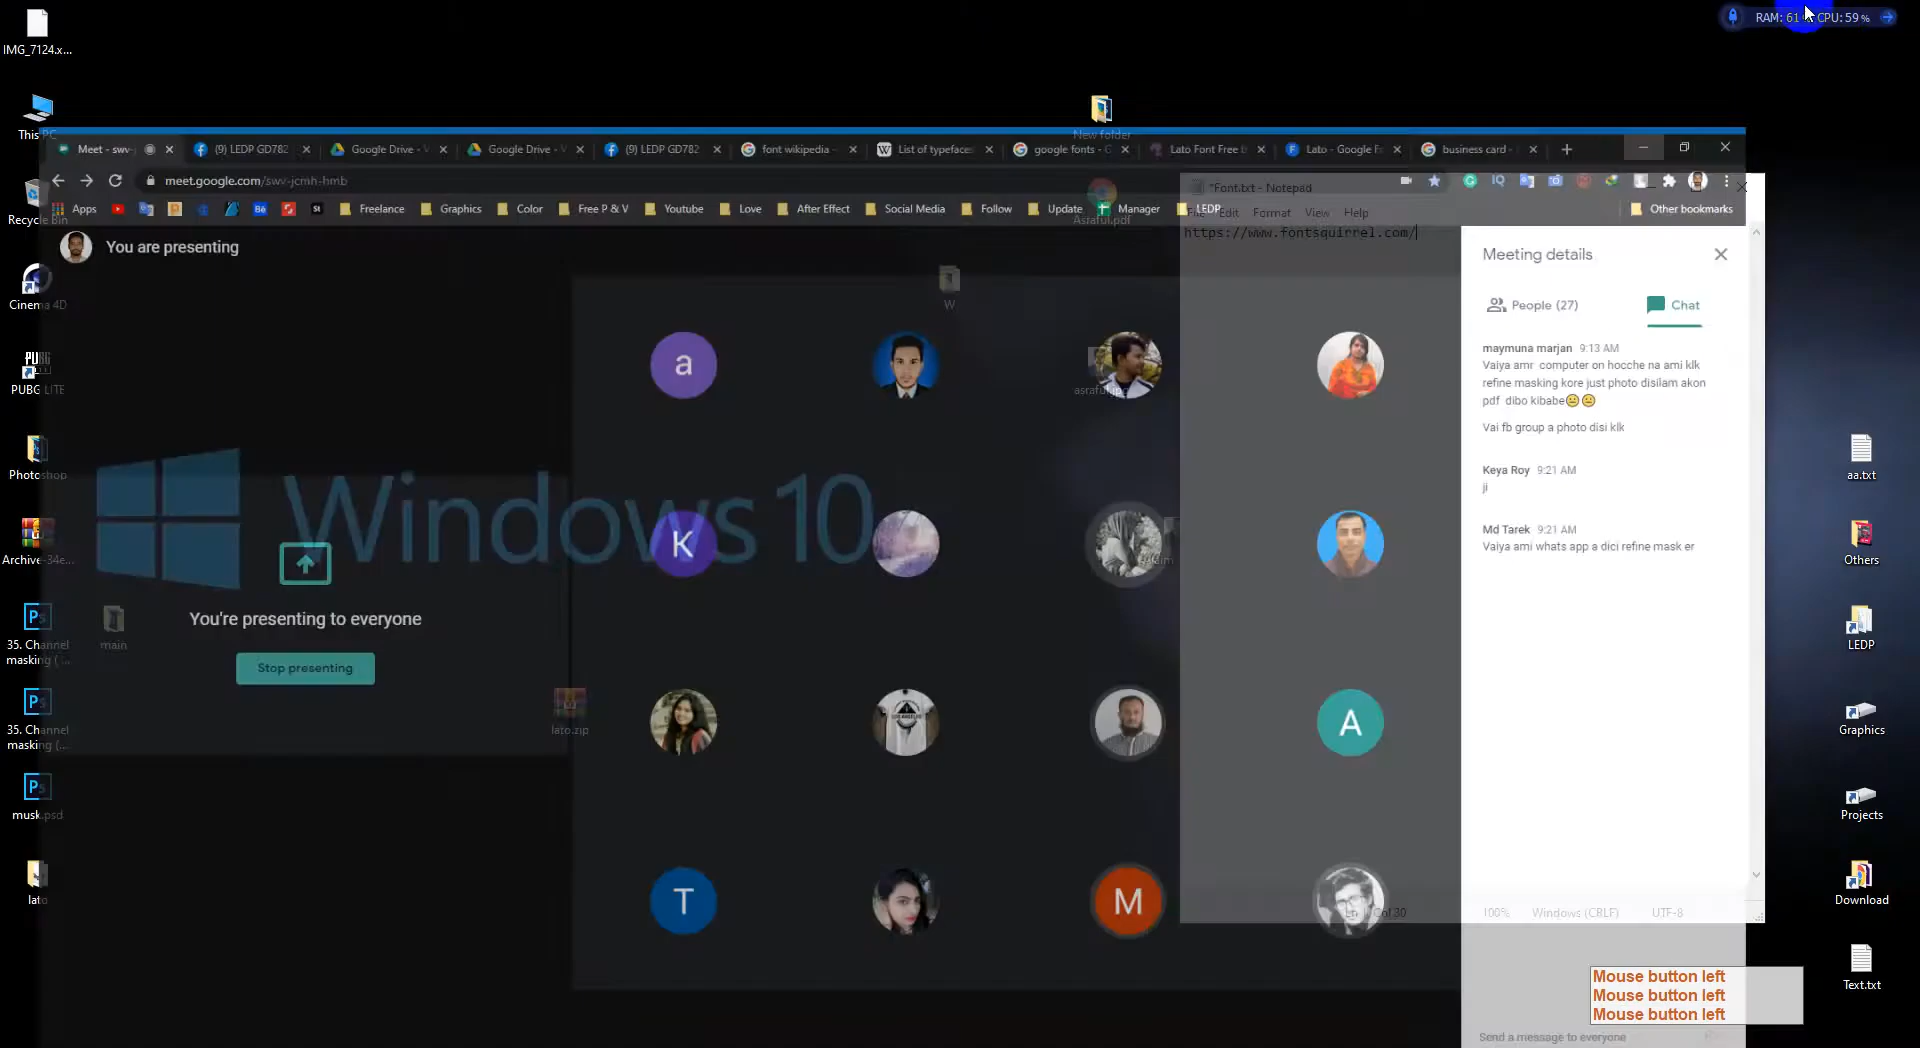 IMG_7124.x...
RAM: 61
CPU: 59 %
This PC
New folder
Meet - swv-
(9) LEDP GD782
Google Drive - V
Google Drive - V
(9) LEDP GD782
font wikipedia -
List of typefaces
google fonts - G
Lato Font Free
Lato - Google F
business card -
meet.google.com/swv-jcmh-hmb
*Font.txt - Notepad
Recycle Bin
Apps
Freelance
Graphics
Color
Free P & V
Youtube
Love
After Effect
Social Media
Follow
Update
Manager
LEDP
Other bookmarks
Asraful.pdf
File Edit Format View Help
https://www.fontsquirrel.com/
You are presenting
Meeting details
Cinema 4D
W
People (27)
Chat
maymuna marjan 9:13 AM
Vaiya amr computer on hocche na ami klk
refine masking kore just photo disilam akon
pdf dibo kibabe😐😐
Vai fb group a photo disi klk
a
PUBG LITE
Keya Roy 9:21 AM
ji
aa.txt
Photoshop
Windows 10
K
Md Tarek 9:21 AM
Vaiya ami whats app a dici refine mask er
Archive-34e...
Others
You're presenting to everyone
35. Channel
masking ( ...
main
LEDP
Stop presenting
35. Channel
masking (...
lato.zip
LOS ANGELES
A
Graphics
musk.psd
Projects
lato
T
M
Col 30
100%
Windows (CRLF)
UTF-8
Download
Mouse button left
Mouse button left
Mouse button left
Text.txt
Send a message to everyone